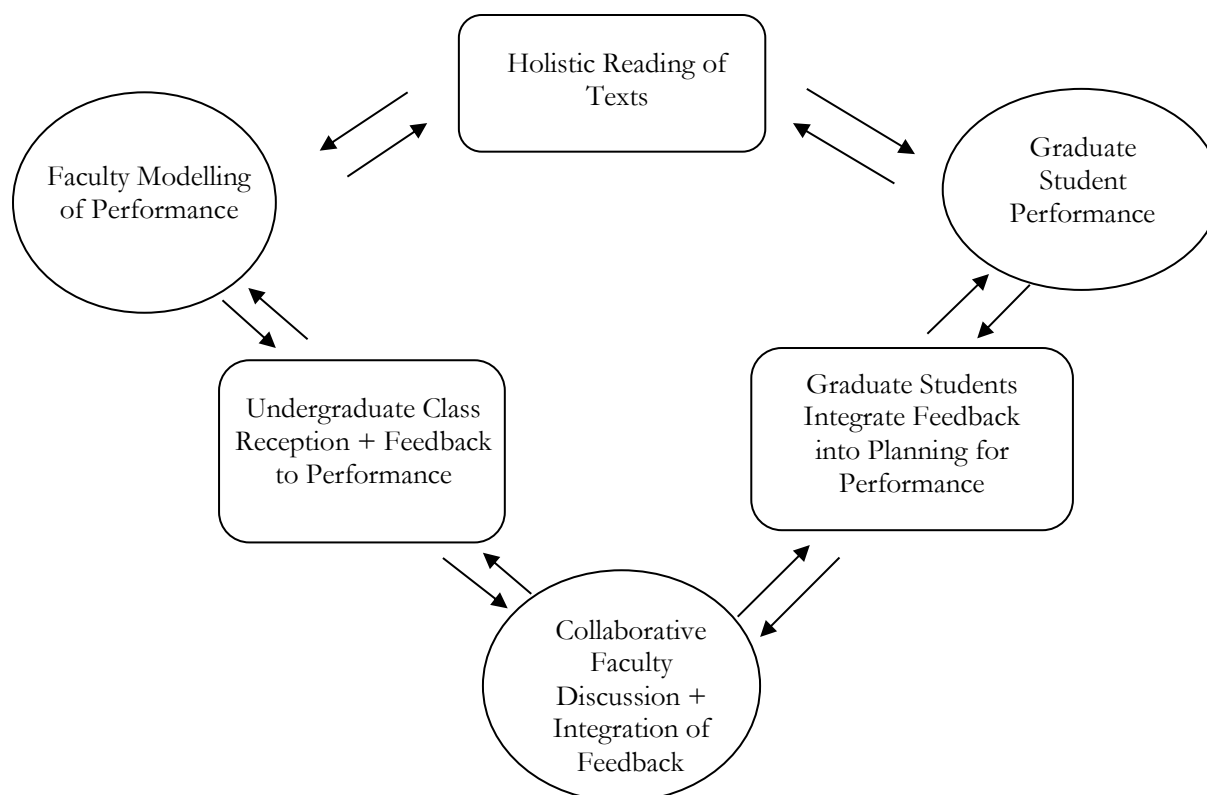 Holistic Reading of
Texts
Faculty Modelling
of Performance
Graduate
Student
Performance
Undergraduate Class
Reception + Feedback
to Performance
Graduate Students
Integrate Feedback
into Planning for
Performance
Collaborative
Faculty
Discussion +
Integration of
Feedback